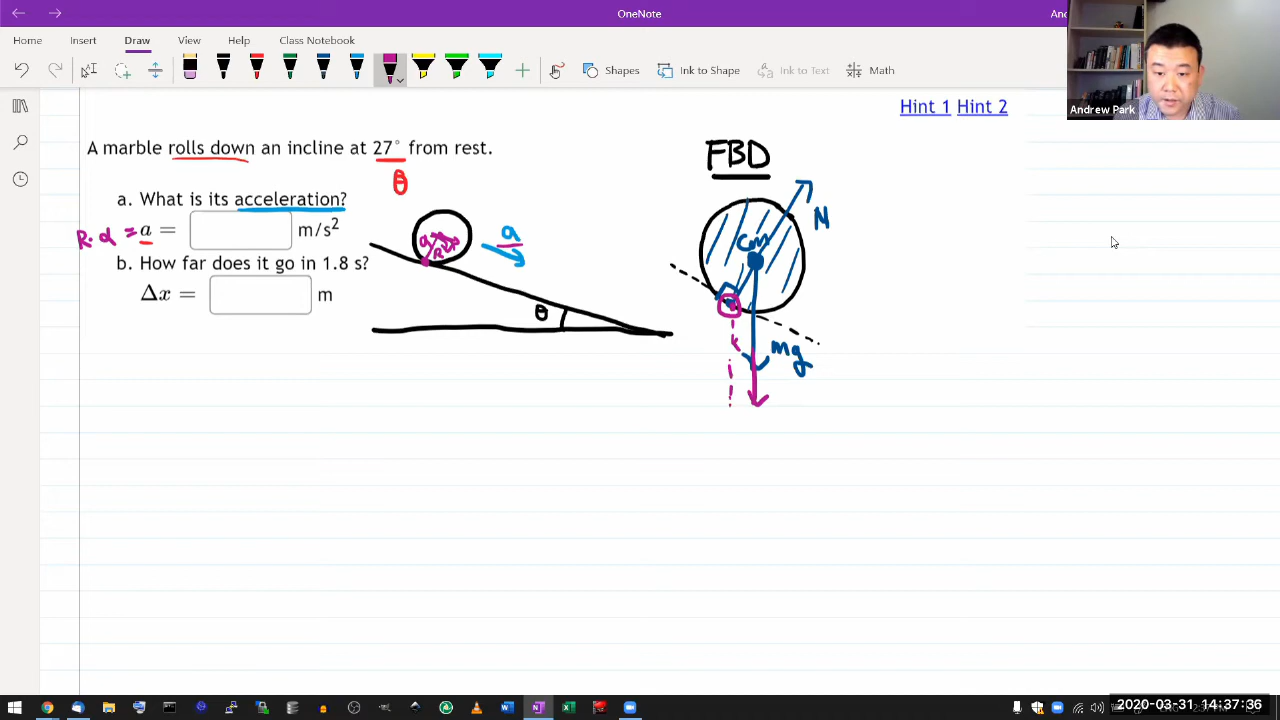 OneNote
And
Home
Insert
Draw
View
Help
Class Notebook
Shapes
Ink to Shape
Ink to Text
Math
Andrew Park
Hint 1 Hint 2
A marble rolls down an incline at 27° from rest.
θ
FBD
a. What is its acceleration?
R·α = a = m/s²
b. How far does it go in 1.8 s?
Δx = m
R
a
θ
N
com
mg
2020-03-31 14:37:36